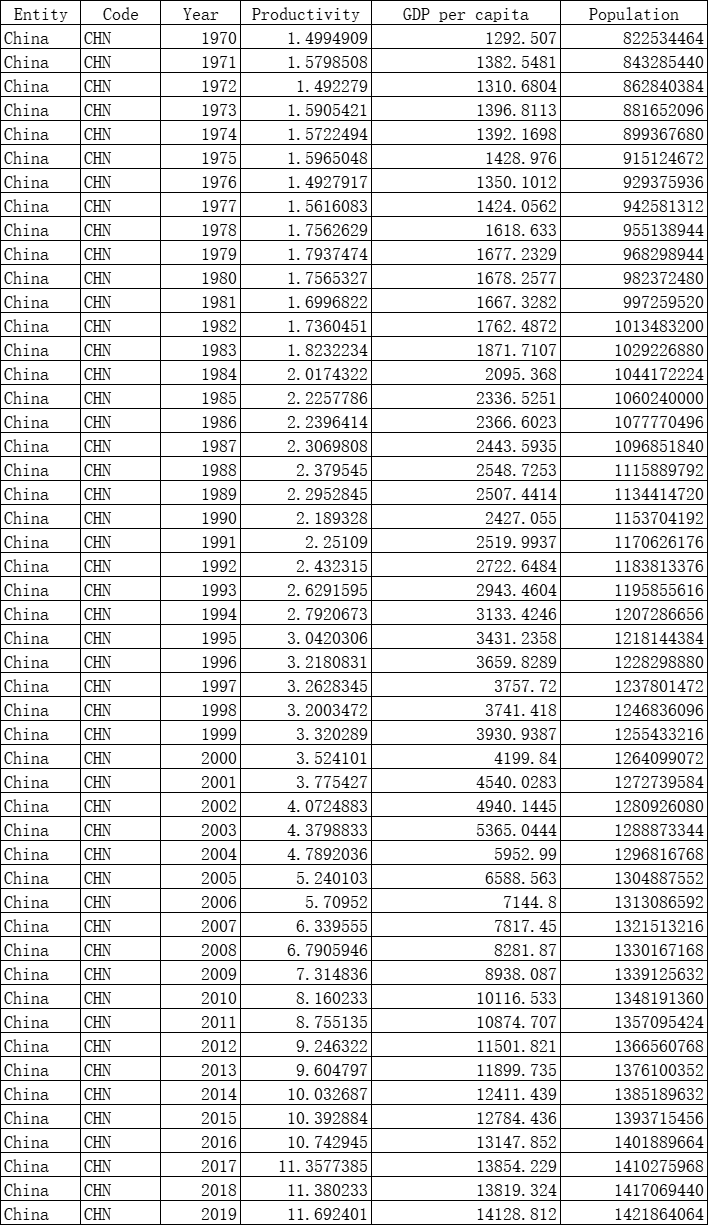 Entity Code Year Productivity GDP per capita Population
China CHN 1970 1.4994909 1292.507 822534464
China CHN 1971 1.5798508 1382.5481 843285440
China CHN 1972 1.492279 1310.6804 862840384
China CHN 1973 1.5905421 1396.8113 881652096
China CHN 1974 1.5722494 1392.1698 899367680
China CHN 1975 1.5965048 1428.976 915124672
China CHN 1976 1.4927917 1350.1012 929375936
China CHN 1977 1.5616083 1424.0562 942581312
China CHN 1978 1.7562629 1618.633 955138944
China CHN 1979 1.7937474 1677.2329 968298944
China CHN 1980 1.7565327 1678.2577 982372480
China CHN 1981 1.6996822 1667.3282 997259520
China CHN 1982 1.7360451 1762.4872 1013483200
China CHN 1983 1.8232234 1871.7107 1029226880
China CHN 1984 2.0174322 2095.368 1044172224
China CHN 1985 2.2257786 2336.5251 1060240000
China CHN 1986 2.2396414 2366.6023 1077770496
China CHN 1987 2.3069808 2443.5935 1096851840
China CHN 1988 2.379545 2548.7253 1115889792
China CHN 1989 2.2952845 2507.4414 1134414720
China CHN 1990 2.189328 2427.055 1153704192
China CHN 1991 2.25109 2519.9937 1170626176
China CHN 1992 2.432315 2722.6484 1183813376
China CHN 1993 2.6291595 2943.4604 1195855616
China CHN 1994 2.7920673 3133.4246 1207286656
China CHN 1995 3.0420306 3431.2358 1218144384
China CHN 1996 3.2180831 3659.8289 1228298880
China CHN 1997 3.2628345 3757.72 1237801472
China CHN 1998 3.2003472 3741.418 1246836096
China CHN 1999 3.320289 3930.9387 1255433216
China CHN 2000 3.524101 4199.84 1264099072
China CHN 2001 3.775427 4540.0283 1272739584
China CHN 2002 4.0724883 4940.1445 1280926080
China CHN 2003 4.3798833 5365.0444 1288873344
China CHN 2004 4.7892036 5952.99 1296816768
China CHN 2005 5.240103 6588.563 1304887552
China CHN 2006 5.70952 7144.8 1313086592
China CHN 2007 6.339555 7817.45 1321513216
China CHN 2008 6.7905946 8281.87 1330167168
China CHN 2009 7.314836 8938.087 1339125632
China CHN 2010 8.160233 10116.533 1348191360
China CHN 2011 8.755135 10874.707 1357095424
China CHN 2012 9.246322 11501.821 1366560768
China CHN 2013 9.604797 11899.735 1376100352
China CHN 2014 10.032687 12411.439 1385189632
China CHN 2015 10.392884 12784.436 1393715456
China CHN 2016 10.742945 13147.852 1401889664
China CHN 2017 11.3577385 13854.229 1410275968
China CHN 2018 11.380233 13819.324 1417069440
China CHN 2019 11.692401 14128.812 1421864064